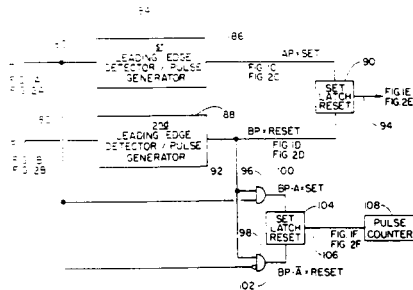 84
86
LEADING EDGE
DETECTOR / PULSE
GENERATOR
AP = SET
FIG 1C
FIG 2C
90
SET
LATCH
RESET
FIG 1E
FIG 2E
94
88
LEADING EDGE
DETECTOR / PULSE
GENERATOR
BP = RESET
FIG 1D
FIG 2D
92
96
100
BP·A = SET
104
SET
LATCH
RESET
108
PULSE
COUNTER
FIG. 1F
FIG 2F
106
98
BP·A̅ = RESET
102